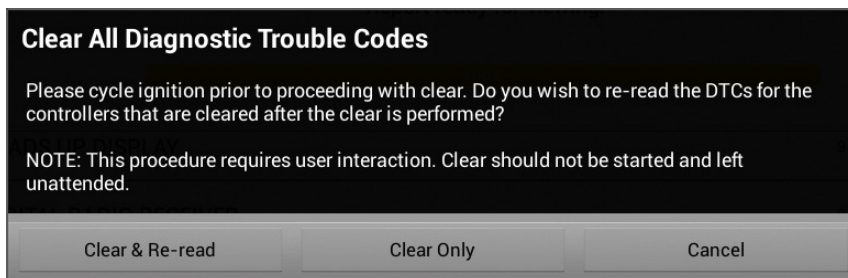 Clear All Diagnostic Trouble Codes
Please cycle ignition prior to proceeding with clear. Do you wish to re-read the DTCs for the
controllers that are cleared after the clear is performed?
NOTE: This procedure requires user interaction. Clear should not be started and left
unattended.
Clear & Re-read
Clear Only
Cancel